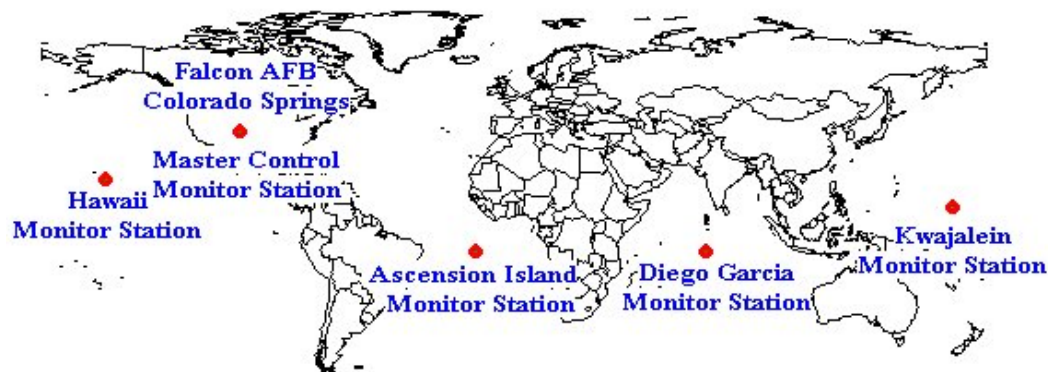 Falcon AFB
Colorado Springs
Master Control
Monitor Station
Hawaii
Monitor Station
Ascension Island
Monitor Station
Diego Garcia
Monitor Station
Kwajalein
Monitor Station